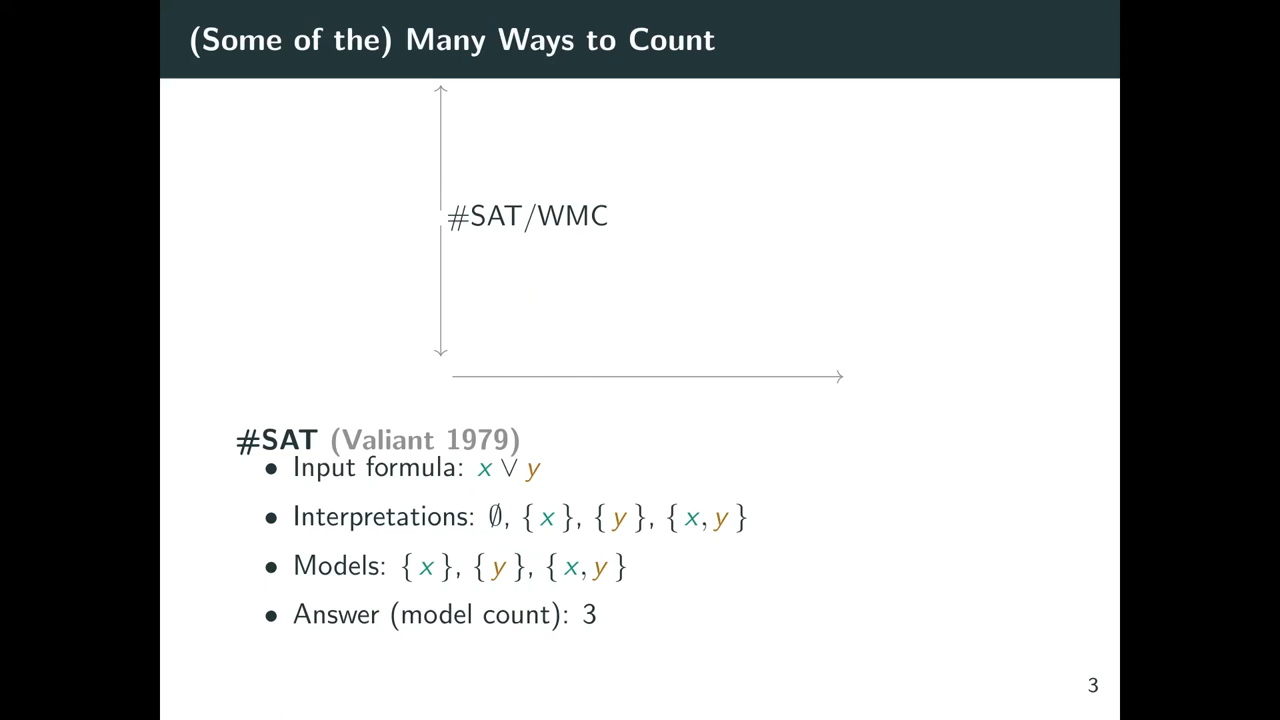 (Some of the) Many Ways to Count
#SAT/WMC
#SAT (Valiant 1979)
• Input formula: x ∨ y
• Interpretations: ∅, { x }, { y }, { x, y }
• Models: { x }, { y }, { x, y }
• Answer (model count): 3
3